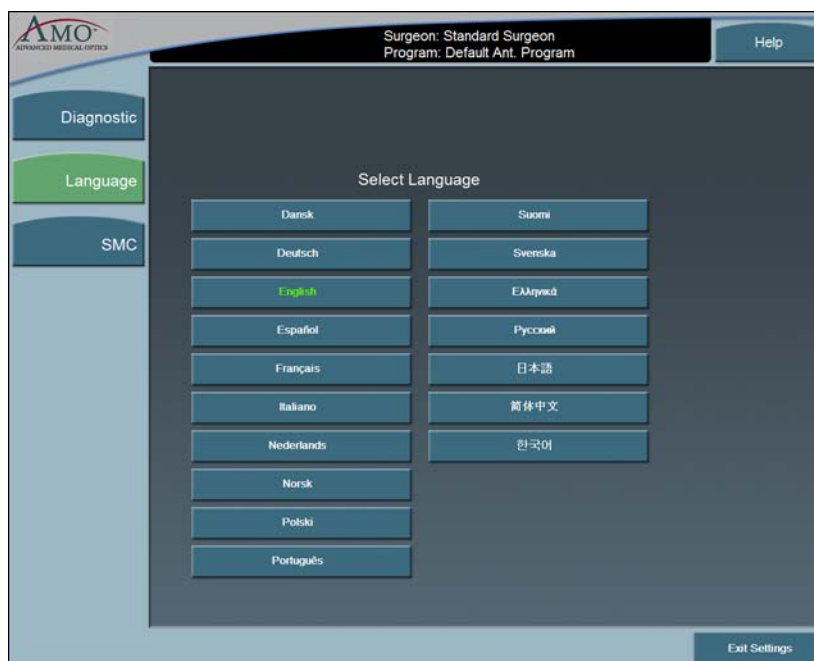 AMO
ADVANCED MEDICAL OPTICS
Surgeon: Standard Surgeon
Program: Default Ant. Program
Help
Diagnostic
Language
SMC
Select Language
Dansk
Deutsch
English
Español
Français
Italiano
Nederlands
Norsk
Polski
Português
Suomi
Svenska
Ελληνικά
Русский
日本語
简体中文
한국어
Exit Settings